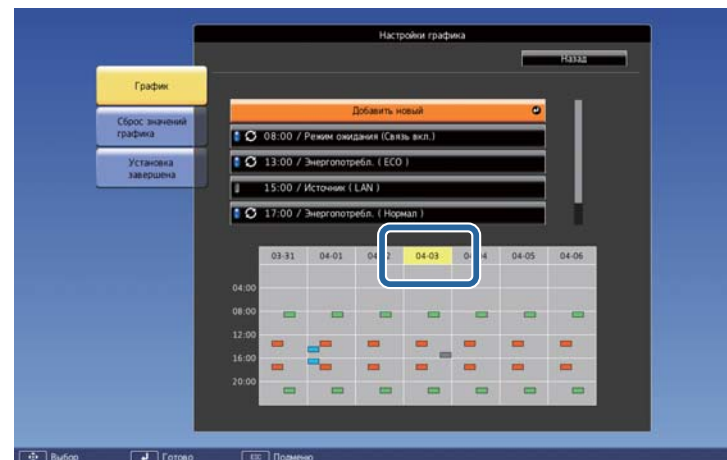 Настройки графика
Назад
График
Сброс значений
графика
Установка
завершена
Добавить новый
08:00 / Режим ожидания (Связь вкл.)
13:00 / Энергопотребл. ( ECO )
15:00 / Источник ( LAN )
17:00 / Энергопотребл. ( Нормал )
03-31 04-01 04-03 04-05 04-06
04:00
08:00
12:00
16:00
20:00
Выбор Готово Esc Подменю